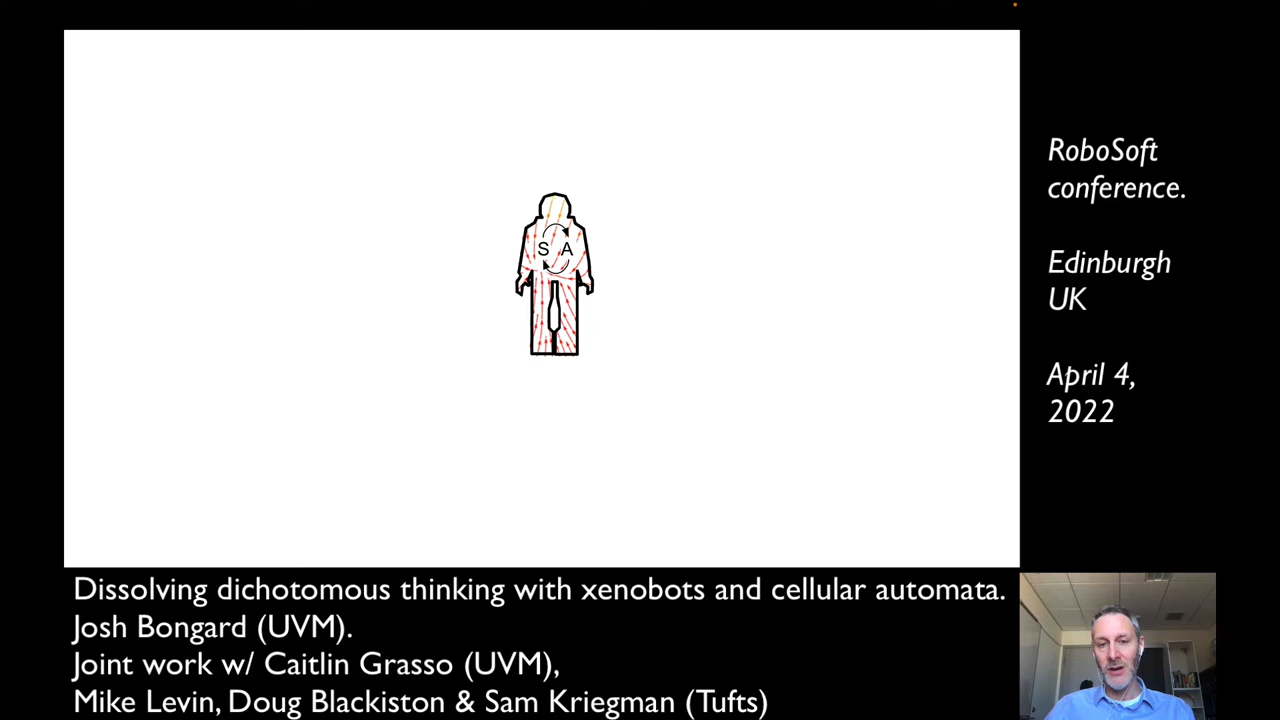 S A
RoboSoft
conference.
Edinburgh
UK
April 4,
2022
Dissolving dichotomous thinking with xenobots and cellular automata.
Josh Bongard (UVM).
Joint work w/ Caitlin Grasso (UVM),
Mike Levin, Doug Blackiston & Sam Kriegman (Tufts)